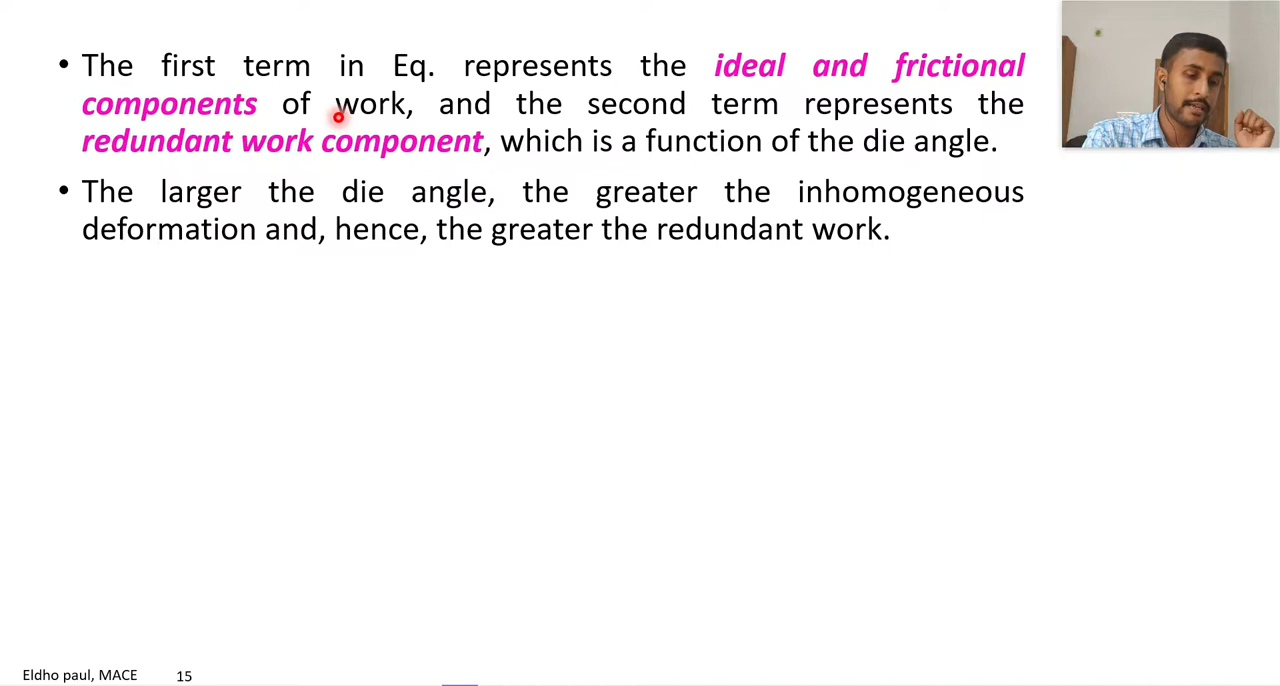 • The first term in Eq. represents the ideal and frictional
components of work, and the second term represents the
redundant work component, which is a function of the die angle.
• The larger the die angle, the greater the inhomogeneous
deformation and, hence, the greater the redundant work.
Eldho paul, MACE 15